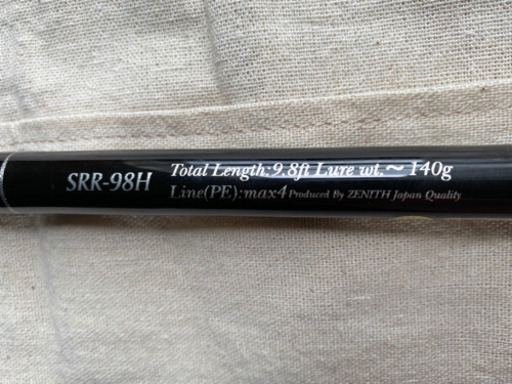 SRR-98H
Total Length:9.8ft Lure wt.～140g
Line(PE):max4 Produced By ZENITH Japan Quality